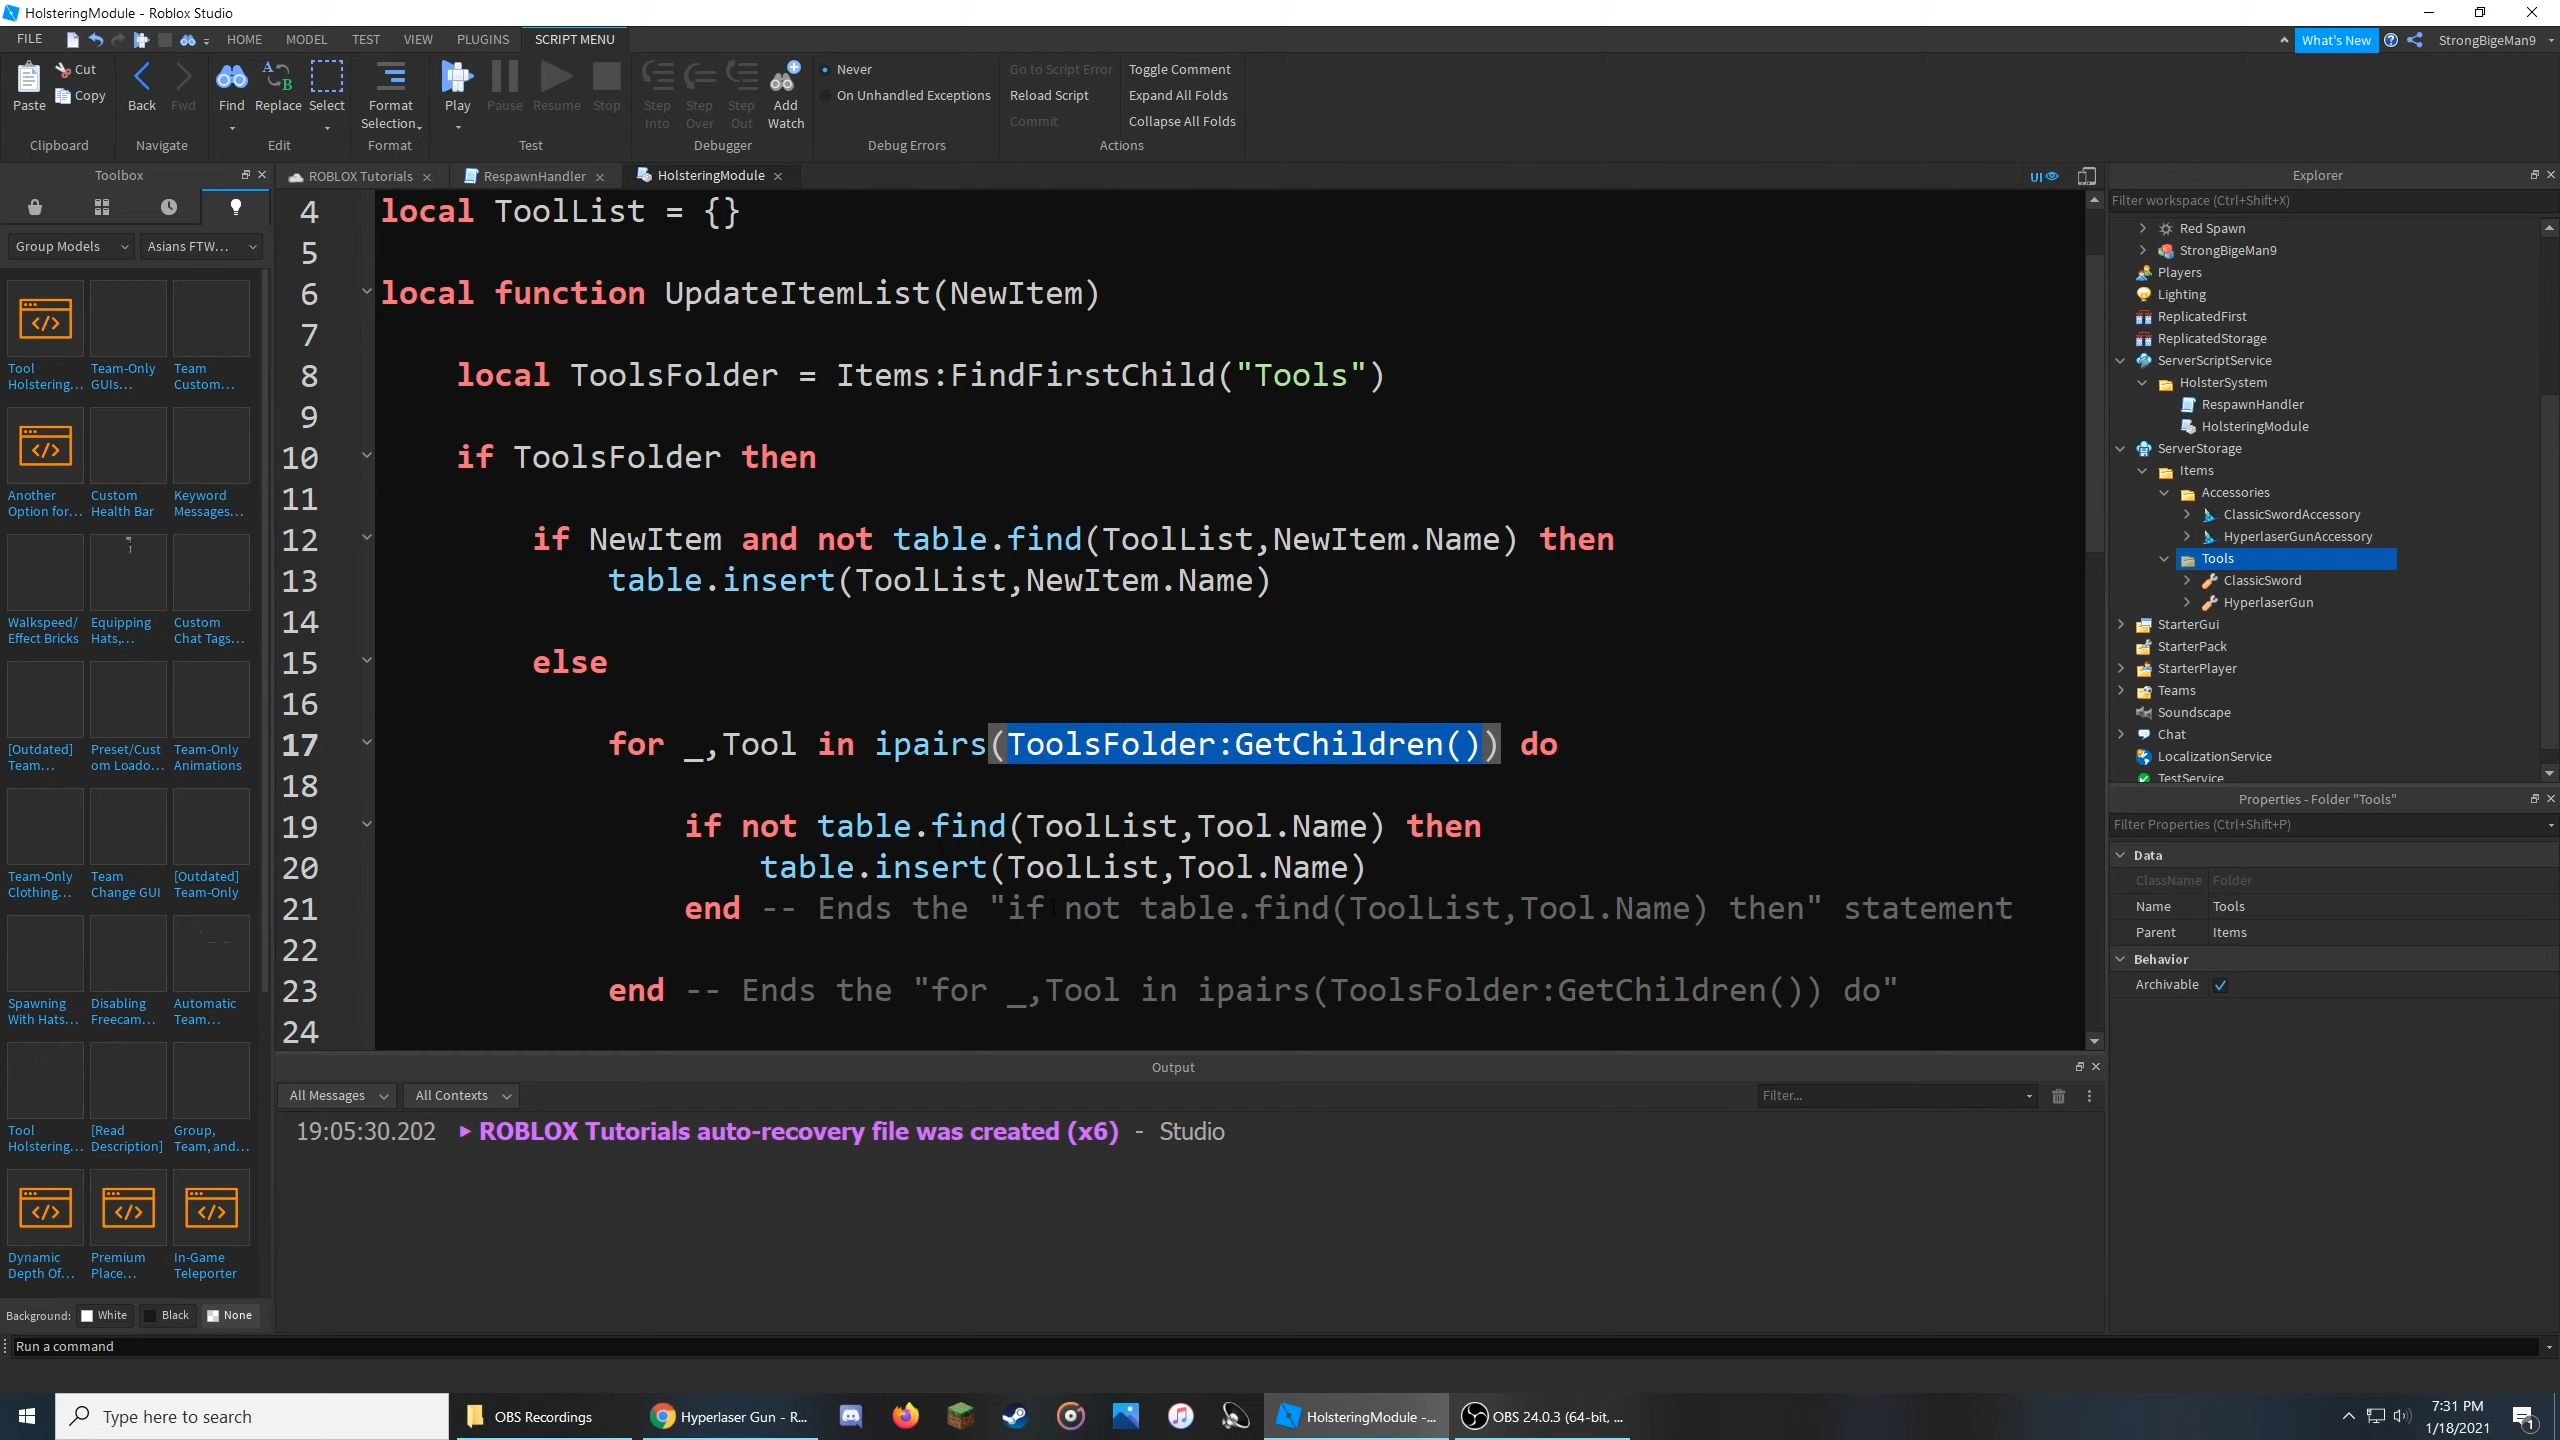 HolsteringModule - Roblox Studio
FILE
HOME
MODEL
TEST
VIEW
PLUGINS
SCRIPT MENU
What's New
StrongBigeMan9
Paste
Cut
Copy
Clipboard
Back
Fwd
Navigate
Find
Replace
Select
Edit
Format
Selection
Format
Play
Pause
Resume
Stop
Test
Step
Into
Step
Over
Step
Out
Add
Watch
Debugger
Never
On Unhandled Exceptions
Debug Errors
Go to Script Error
Reload Script
Commit
Toggle Comment
Expand All Folds
Collapse All Folds
Actions
Toolbox
ROBLOX Tutorials
RespawnHandler
HolsteringModule
UI
Group Models
Asians FTW...
Tool
Holstering...
Team-Only
GUIs...
Team
Custom...
Another
Option for...
Custom
Health Bar
Keyword
Messages...
Walkspeed/
Effect Bricks
Equipping
Hats,...
Custom
Chat Tags...
[Outdated]
Team...
Preset/Cust
om Loado...
Team-Only
Animations
Team-Only
Clothing...
Team
Change GUI
[Outdated]
Team-Only
Spawning
With Hats...
Disabling
Freecam...
Automatic
Team...
Tool
Holstering...
[Read
Description]
Group,
Team, and...
Dynamic
Depth Of...
Premium
Place...
In-Game
Teleporter
Background:
White
Black
None
Run a command
4 local ToolList = {}
5
6 local function UpdateItemList(NewItem)
7
8 local ToolsFolder = Items:FindFirstChild("Tools")
9
10 if ToolsFolder then
11
12 if NewItem and not table.find(ToolList,NewItem.Name) then
13 table.insert(ToolList,NewItem.Name)
14
15 else
16
17 for _,Tool in ipairs(ToolsFolder:GetChildren()) do
18
19 if not table.find(ToolList,Tool.Name) then
20 table.insert(ToolList,Tool.Name)
21 end -- Ends the "if not table.find(ToolList,Tool.Name) then" statement
22
23 end -- Ends the "for _,Tool in ipairs(ToolsFolder:GetChildren()) do"
24
Output
All Messages
All Contexts
Filter...
19:05:30.202 ROBLOX Tutorials auto-recovery file was created (x6) - Studio
Explorer
Filter workspace (Ctrl+Shift+X)
Red Spawn
StrongBigeMan9
Players
Lighting
ReplicatedFirst
ReplicatedStorage
ServerScriptService
HolsterSystem
RespawnHandler
HolsteringModule
ServerStorage
Items
Accessories
ClassicSwordAccessory
HyperlaserGunAccessory
Tools
ClassicSword
HyperlaserGun
StarterGui
StarterPack
StarterPlayer
Teams
Soundscape
Chat
LocalizationService
TestService
Properties - Folder "Tools"
Filter Properties (Ctrl+Shift+P)
Data
ClassName Folder
Name Tools
Parent Items
Behavior
Archivable
Type here to search
OBS Recordings
Hyperlaser Gun - R...
HolsteringModule -...
OBS 24.0.3 (64-bit, ...
7:31 PM
1/18/2021
1